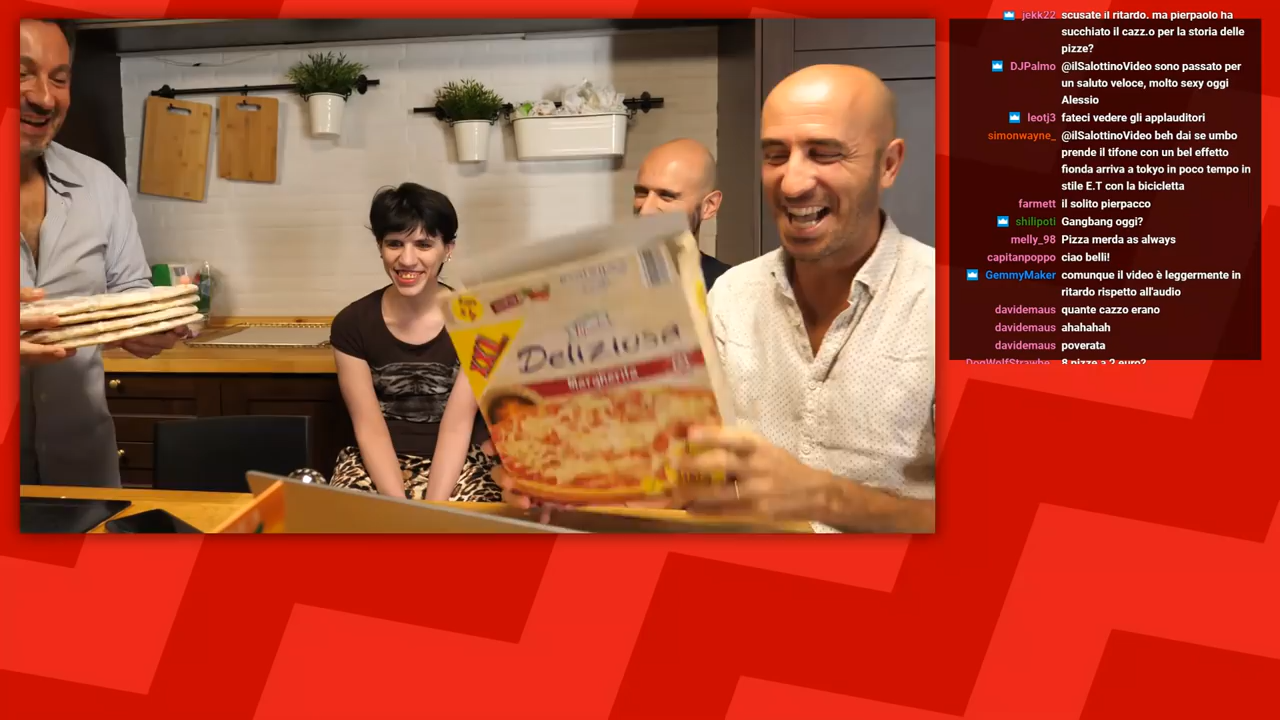 jekk22 scusate il ritardo. ma pierpaolo ha
succhiato il cazz.o per la storia delle
pizze?
DJPalmo @ilSalottinoVideo sono passato per
un saluto veloce, molto sexy oggi
Alessio
leotj3 fateci vedere gli applauditori
simonwayne_ @ilSalottinoVideo beh dai se umbo
prende il tifone con un bel effetto
fionda arriva a tokyo in poco tempo in
stile E.T con la bicicletta
farmett il solito pierpacco
shilipoti Gangbang oggi?
melly_98 Pizza merda as always
capitanpoppo ciao belli!
GemmyMaker comunque il video è leggermente in
ritardo rispetto all'audio
davidemaus quante cazzo erano
davidemaus ahahahah
davidemaus poverata
8 pizze a 2 euro?
XXL
Deliziusa
Margherita